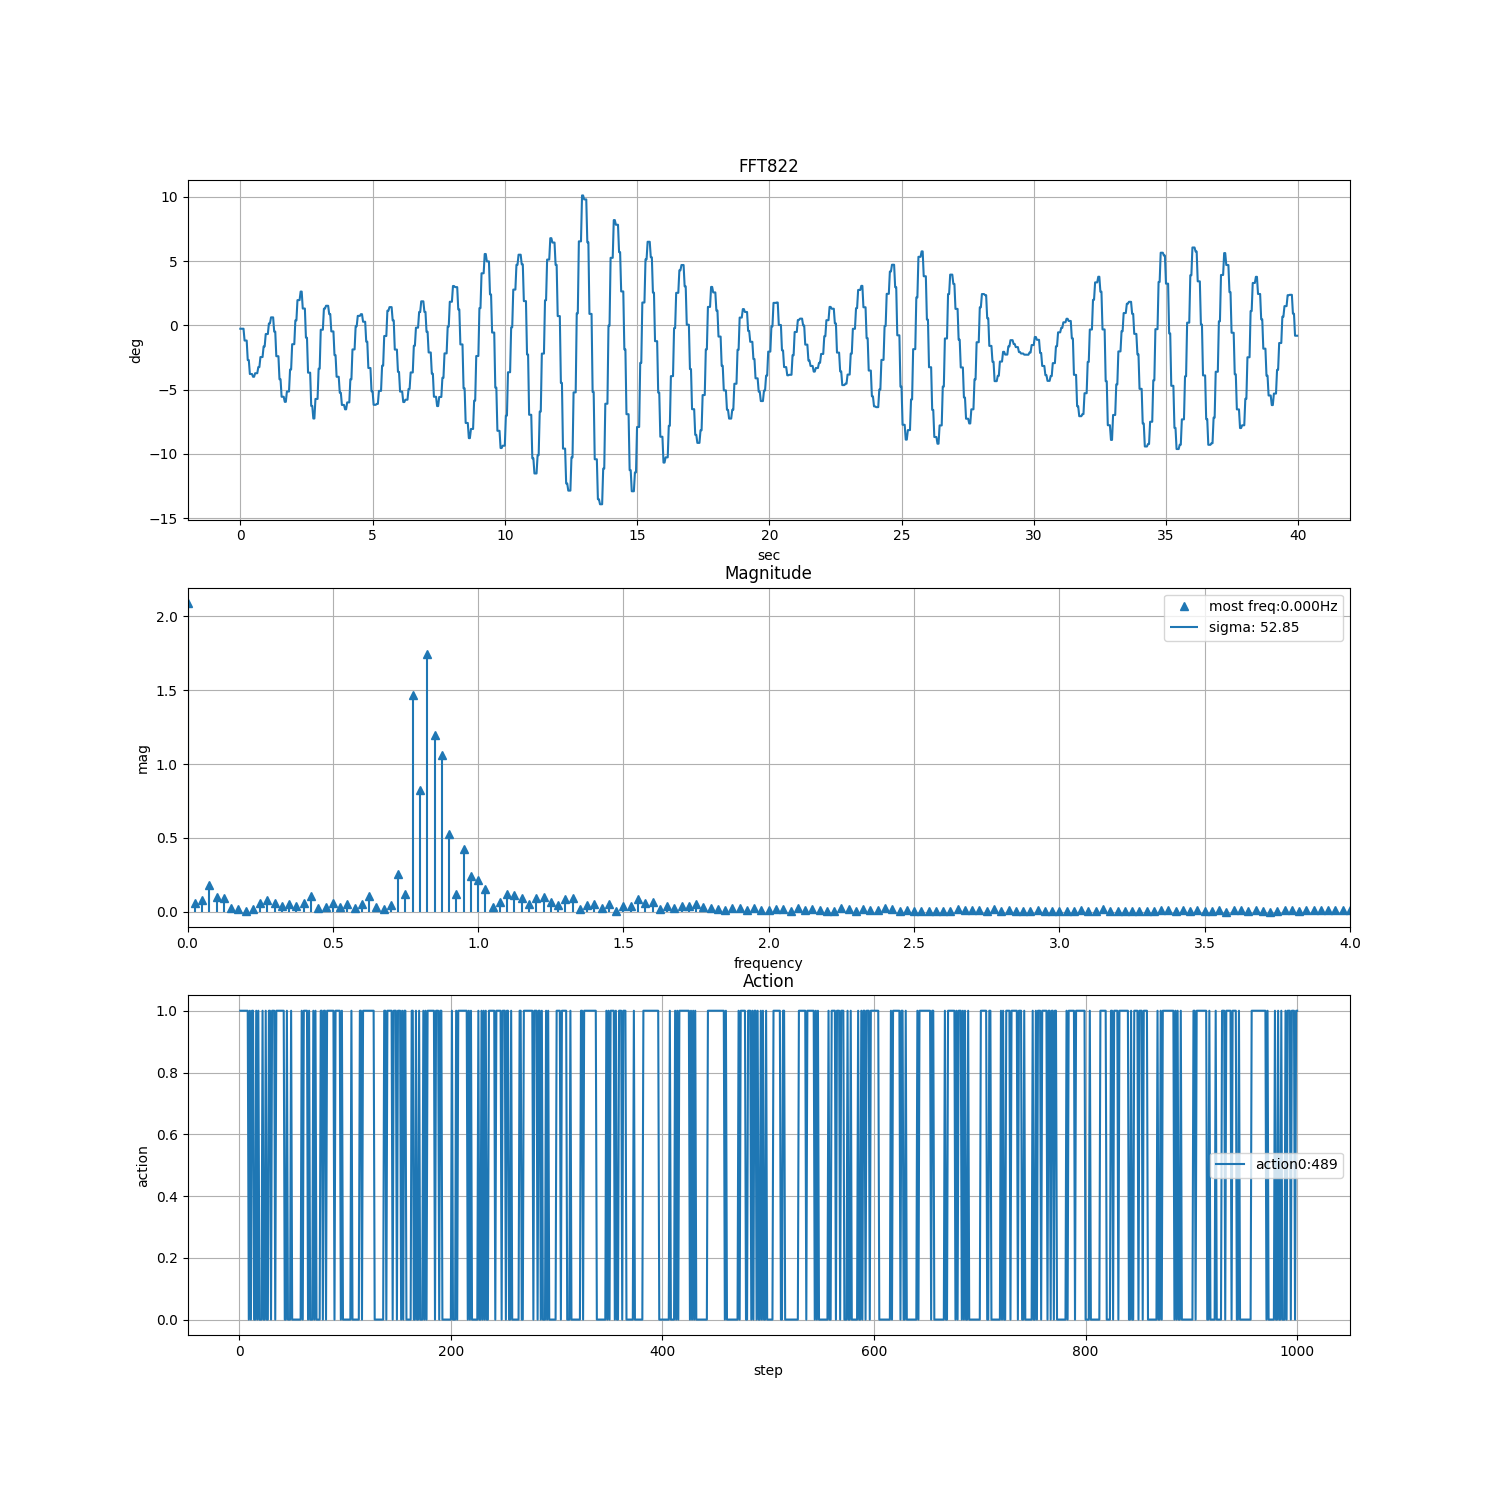 FFT822
10
5
0
−5
−10
−15
deg
0 5 10 15 20 25 30 35 40
sec
Magnitude
2.0
1.5
1.0
0.5
0.0
mag
most freq:0.000Hz
sigma: 52.85
0.0 0.5 1.0 1.5 2.0 2.5 3.0 3.5 4.0
frequency
Action
1.0
0.8
0.6
0.4
0.2
0.0
action
action0:489
0 200 400 600 800 1000
step